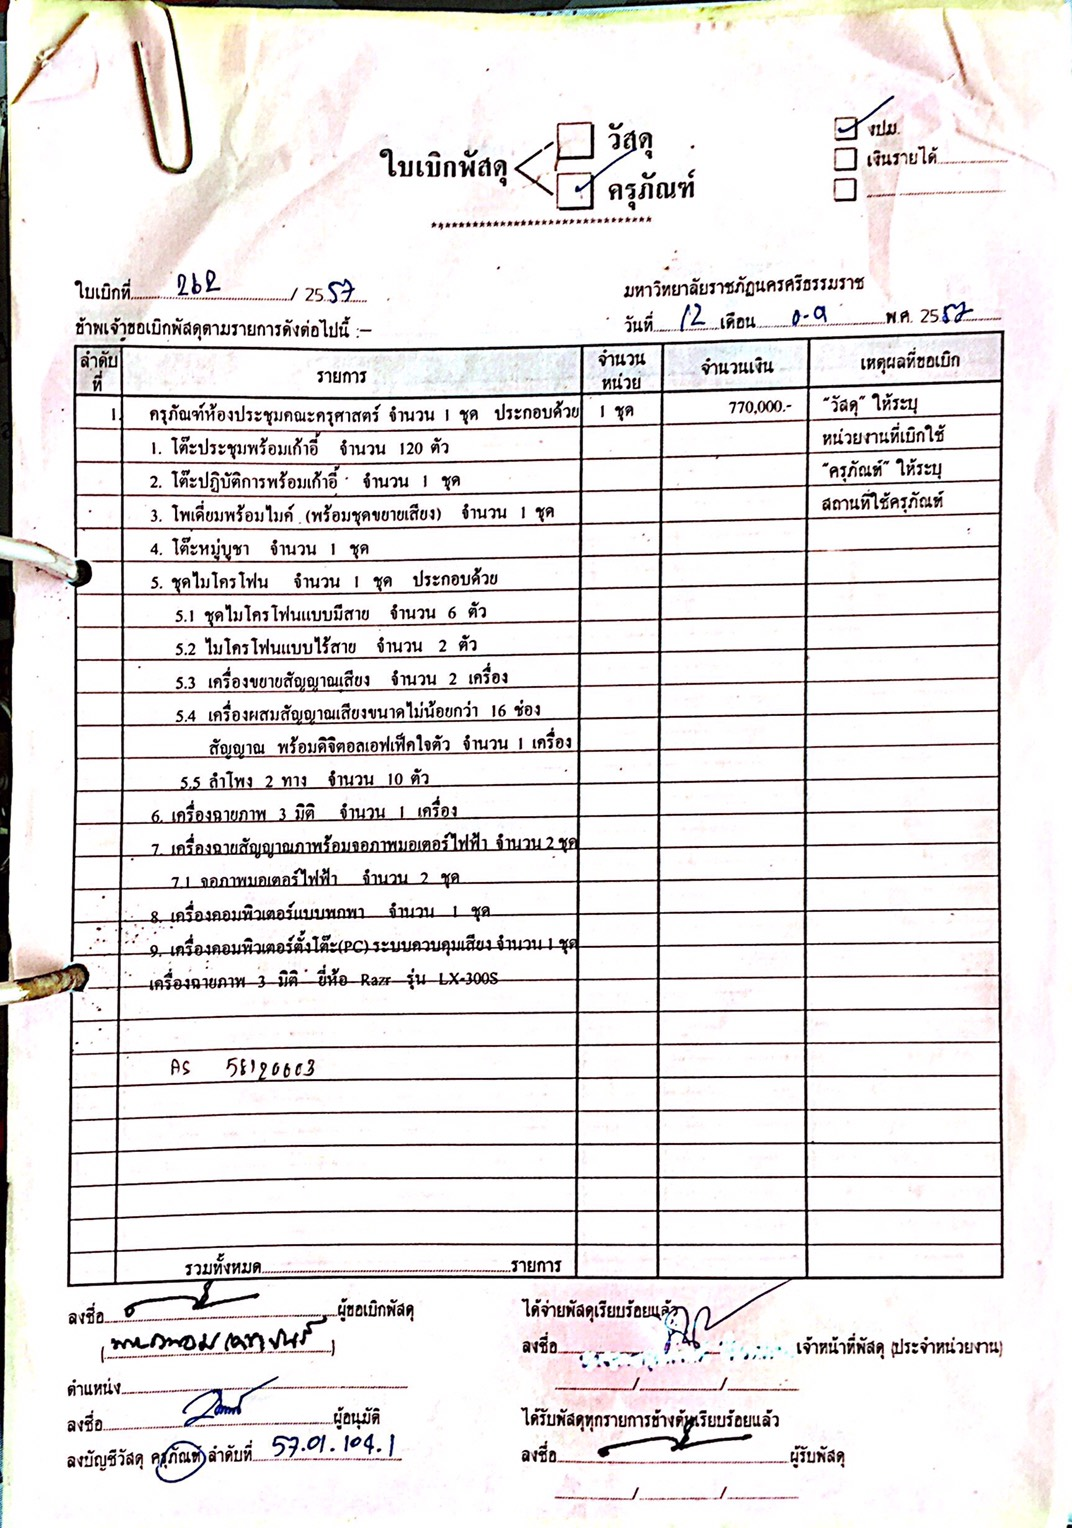 ใบเบิกพัสดุ
วัสดุ
ครุภัณฑ์
งปม.
เงินรายได้
*****************************
ใบเบิกที่ 262 / 2557
มหาวิทยาลัยราชภัฏนครศรีธรรมราช
ข้าพเจ้าขอเบิกพัสดุตามรายการดังต่อไปนี้ :-
วันที่ 12 เดือน พ.ศ. 2557
ลำดับที่ รายการ จำนวนหน่วย จำนวนเงิน เหตุผลที่ขอเบิก
1. ครุภัณฑ์ห้องประชุมคณะครุศาสตร์ จำนวน 1 ชุด ประกอบด้วย 1 ชุด 770,000.- "วัสดุ" ให้ระบุ
1. โต๊ะประชุมพร้อมเก้าอี้ จำนวน 120 ตัว หน่วยงานที่เบิกใช้
2. โต๊ะปฏิบัติการพร้อมเก้าอี้ จำนวน 1 ชุด "ครุภัณฑ์" ให้ระบุ
3. โพเดี่ยมพร้อมไมค์ (พร้อมชุดขยายเสียง) จำนวน 1 ชุด สถานที่ใช้ครุภัณฑ์
4. โต๊ะหมู่บูชา จำนวน 1 ชุด
5. ชุดไมโครโฟน จำนวน 1 ชุด ประกอบด้วย
5.1 ชุดไมโครโฟนแบบมีสาย จำนวน 6 ตัว
5.2 ไมโครโฟนแบบไร้สาย จำนวน 2 ตัว
5.3 เครื่องขยายสัญญาณเสียง จำนวน 2 เครื่อง
5.4 เครื่องผสมสัญญาณเสียงขนาดไม่น้อยกว่า 16 ช่อง
สัญญาณ พร้อมดิจิตอลเอฟเฟ็คในตัว จำนวน 1 เครื่อง
5.5 ลำโพง 2 ทาง จำนวน 10 ตัว
6. เครื่องฉายภาพ 3 มิติ จำนวน 1 เครื่อง
7. เครื่องฉายสัญญาณภาพพร้อมจอภาพมอเตอร์ไฟฟ้า จำนวน 2 ชุด
7.1 จอภาพมอเตอร์ไฟฟ้า จำนวน 2 ชุด
8. เครื่องคอมพิวเตอร์แบบพกพา จำนวน 1 ชุด
9. เครื่องคอมพิวเตอร์ตั้งโต๊ะ(PC) ระบบควบคุมเสียง จำนวน 1 ชุด
เครื่องฉายภาพ 3 มิติ ยี่ห้อ Razr รุ่น LX-300S
AS 58120603
รวมทั้งหมด รายการ
ลงชื่อ ผู้ขอเบิกพัสดุ
ได้จ่ายพัสดุเรียบร้อยแล้ว
ลงชื่อ เจ้าหน้าที่พัสดุ (ประจำหน่วยงาน)
ตำแหน่ง
ลงชื่อ ผู้อนุมัติ
ได้รับพัสดุทุกรายการข้างต้นเรียบร้อยแล้ว
ลงบัญชีวัสดุ ครุภัณฑ์ ลำดับที่ 57.01.104.1
ลงชื่อ ผู้รับพัสดุ